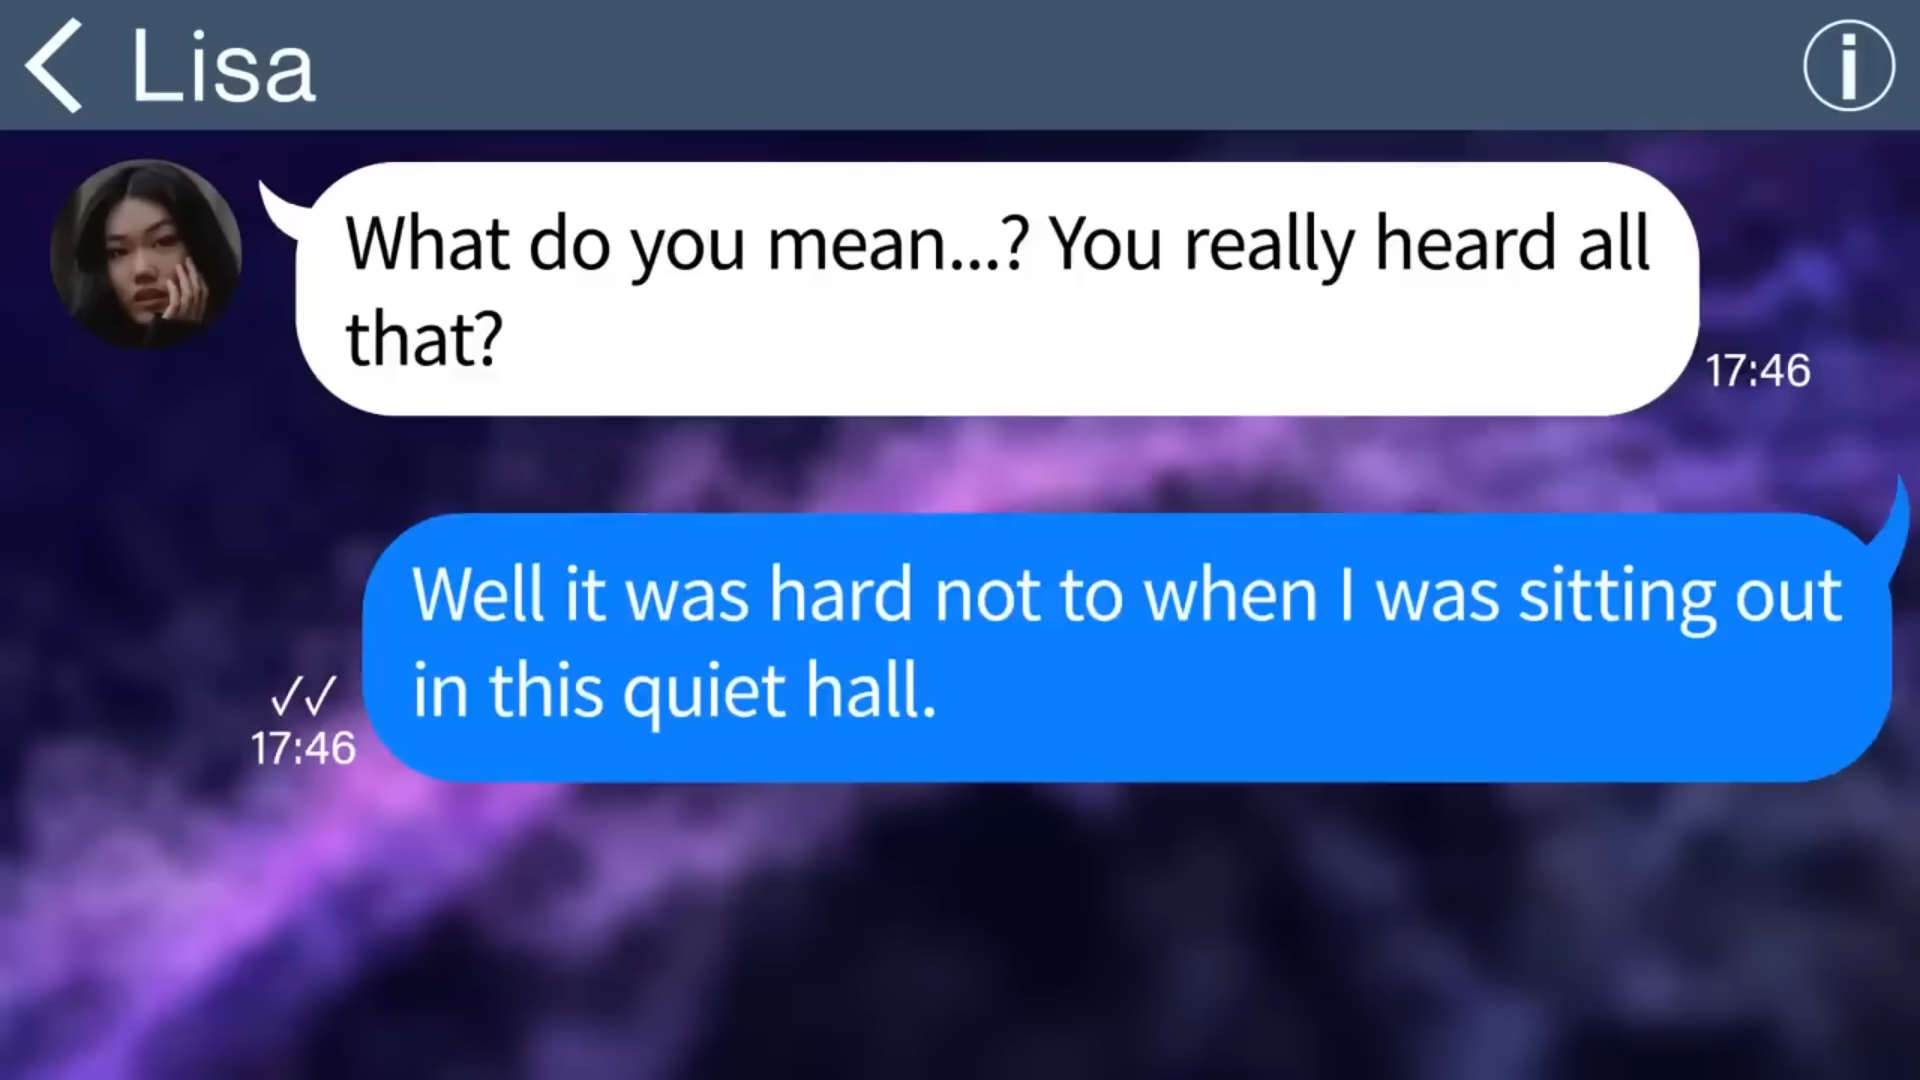 Lisa
What do you mean...? You really heard all
that?
17:46
Well it was hard not to when I was sitting out
in this quiet hall.
17:46